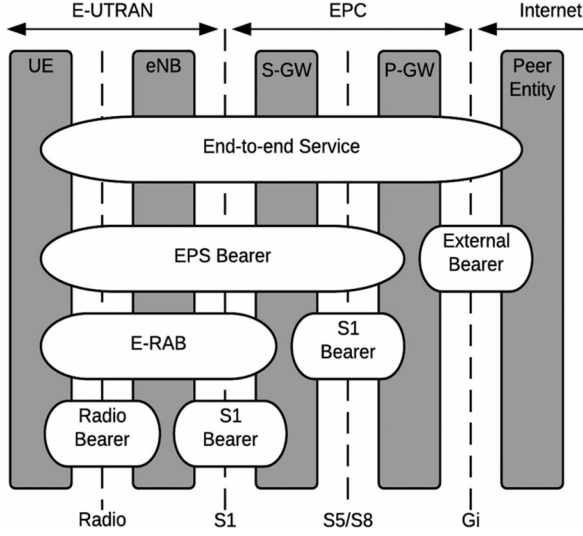 E-UTRAN EPC Internet
UE eNB S-GW P-GW Peer
Entity
End-to-end Service
EPS Bearer
External
Bearer
E-RAB
S1
Bearer
Radio
Bearer
S1
Bearer
Radio S1 S5/S8 Gi